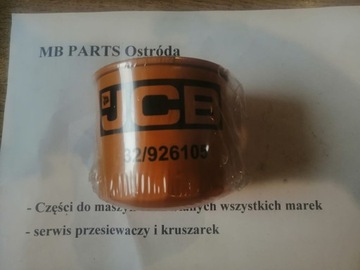 MB PARTS Ostróda
JCB
32/926105
- Części do maszyn wszystkich marek
- serwis przesiewaczy i kruszarek